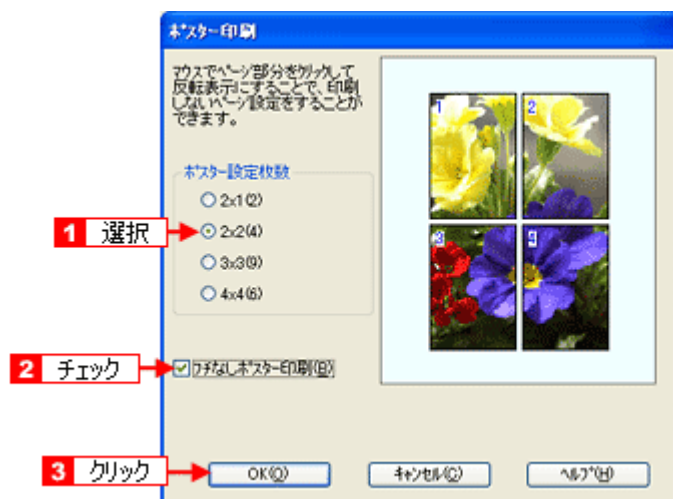 ポスター印刷
マウスでページ部分をクリックして
反転表示にすることで、印刷
しないページ設定をすることが
できます。
ポスター設定枚数
2x1(2)
1 選択
2x2(4)
3x3(9)
4x4(6)
2 チェック
フチなしポスター印刷(B)
1
2
3
4
3 クリック
OK(O)
キャンセル(C)
ヘルプ(H)